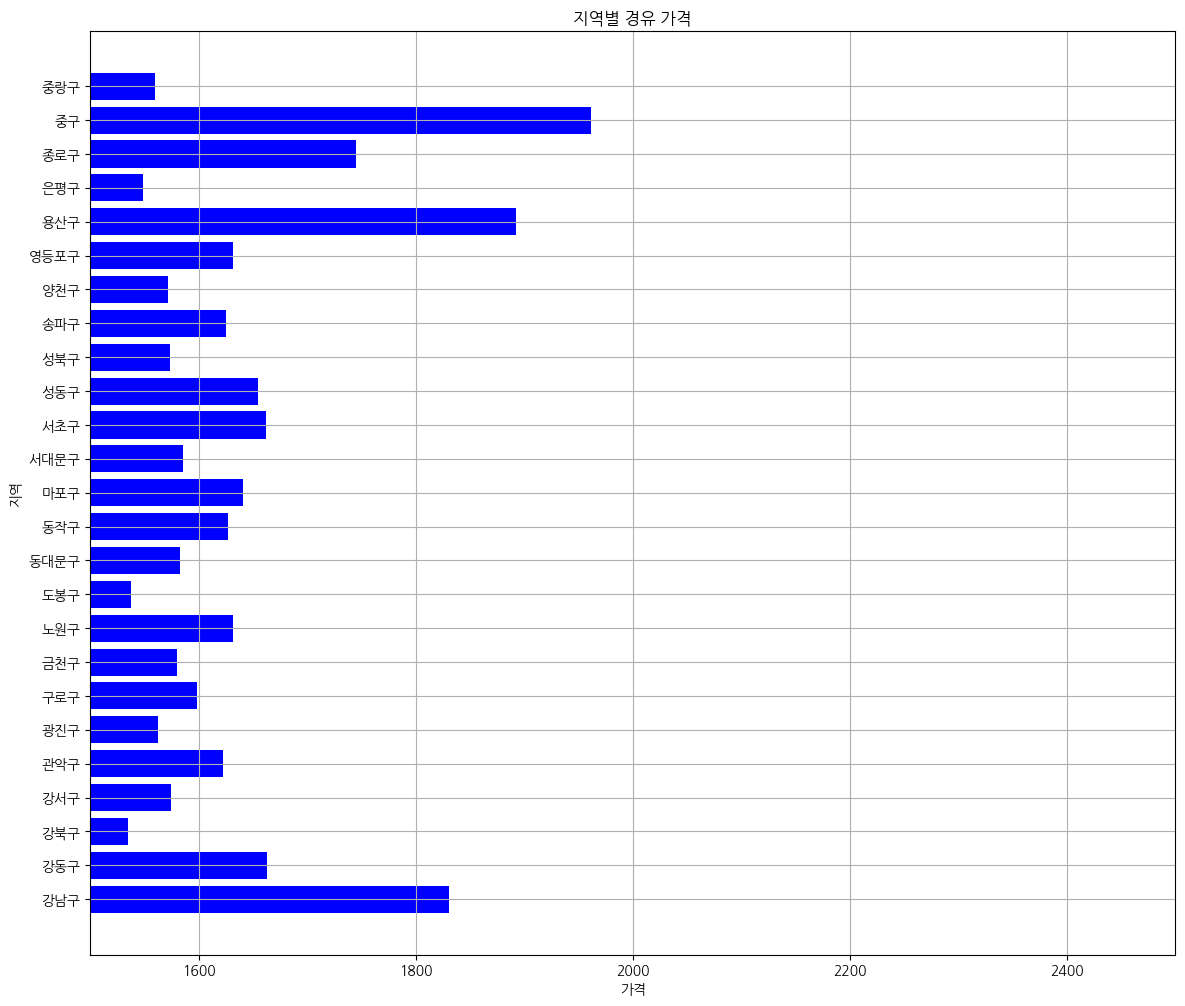 지역별 경유 가격
지역
중랑구
중구
종로구
은평구
용산구
영등포구
양천구
송파구
성북구
성동구
서초구
서대문구
마포구
동작구
동대문구
도봉구
노원구
금천구
구로구
광진구
관악구
강서구
강북구
강동구
강남구
1600 1800 2000 2200 2400
가격